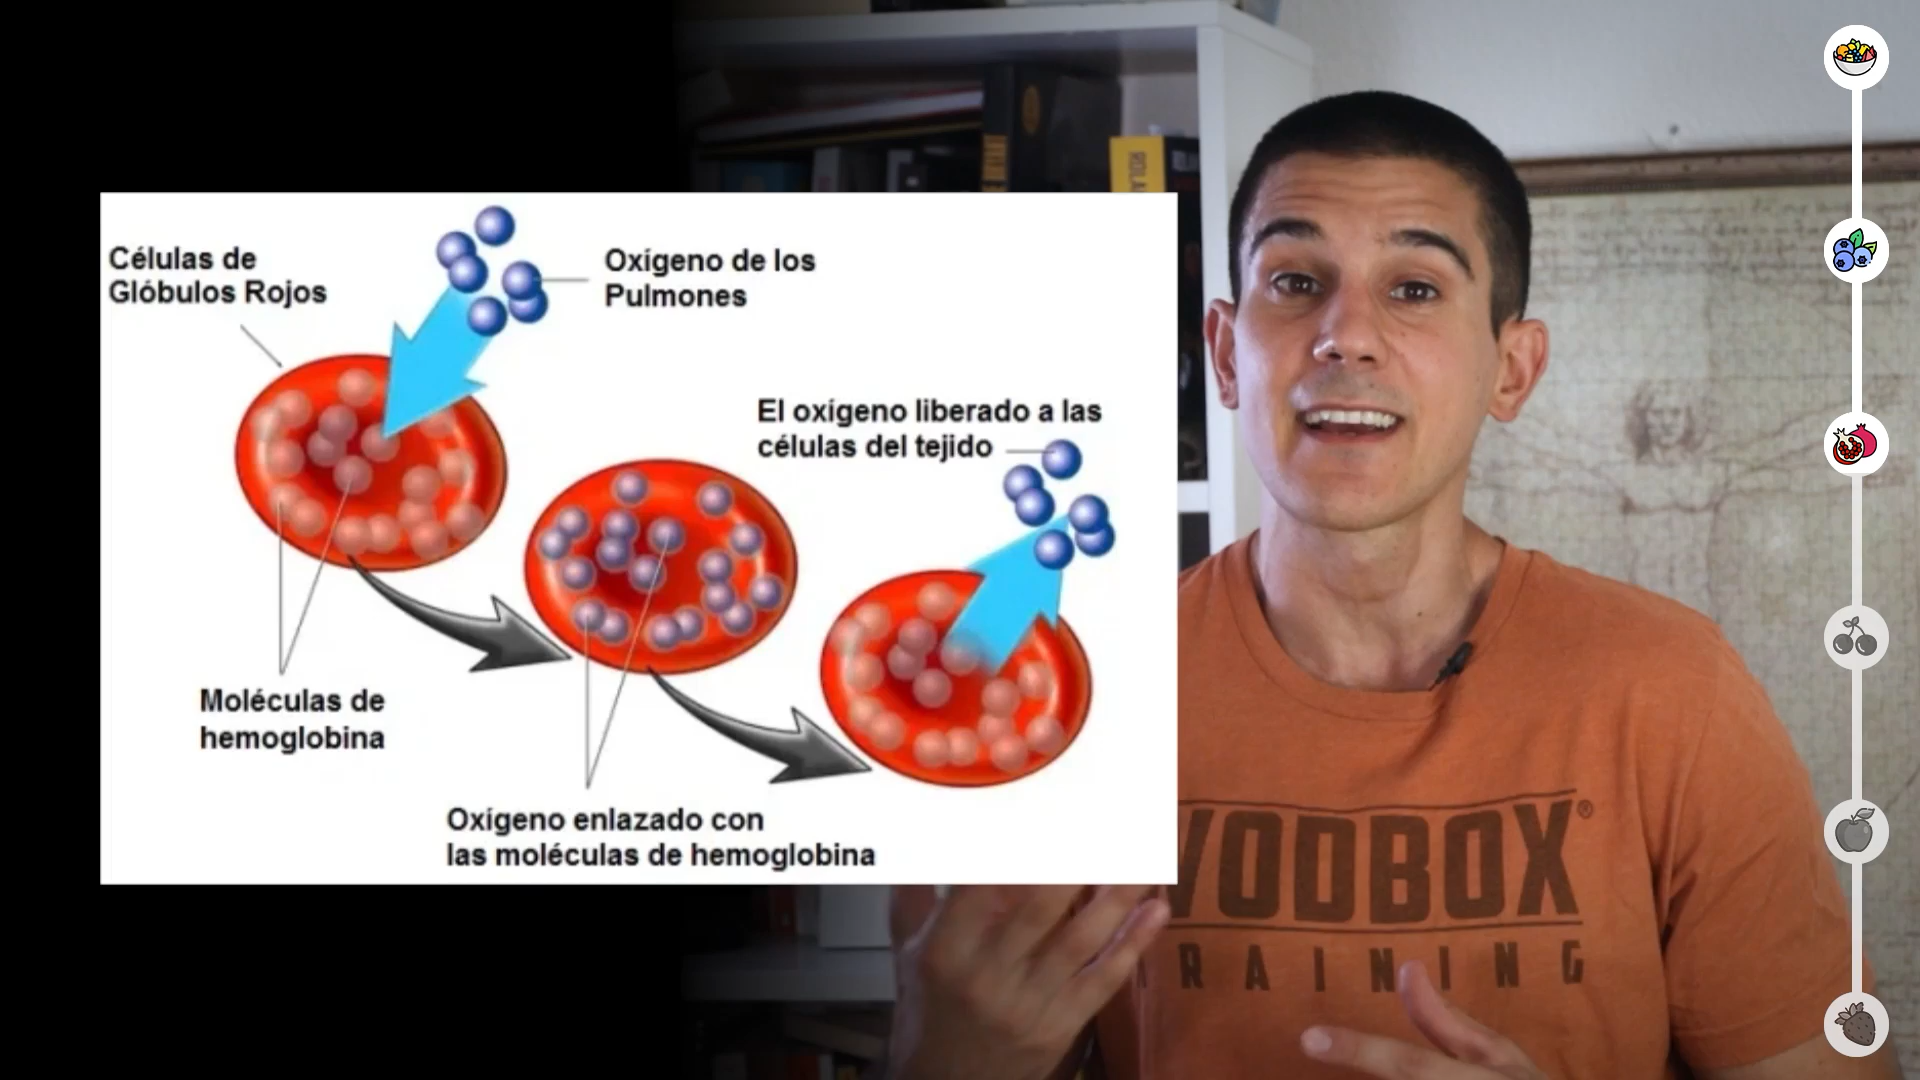 Células de
Glóbulos Rojos
Oxígeno de los
Pulmones
El oxígeno liberado a las
células del tejido
Moléculas de
hemoglobina
Oxígeno enlazado con
las moléculas de hemoglobina
WODBOX®
TRAINING